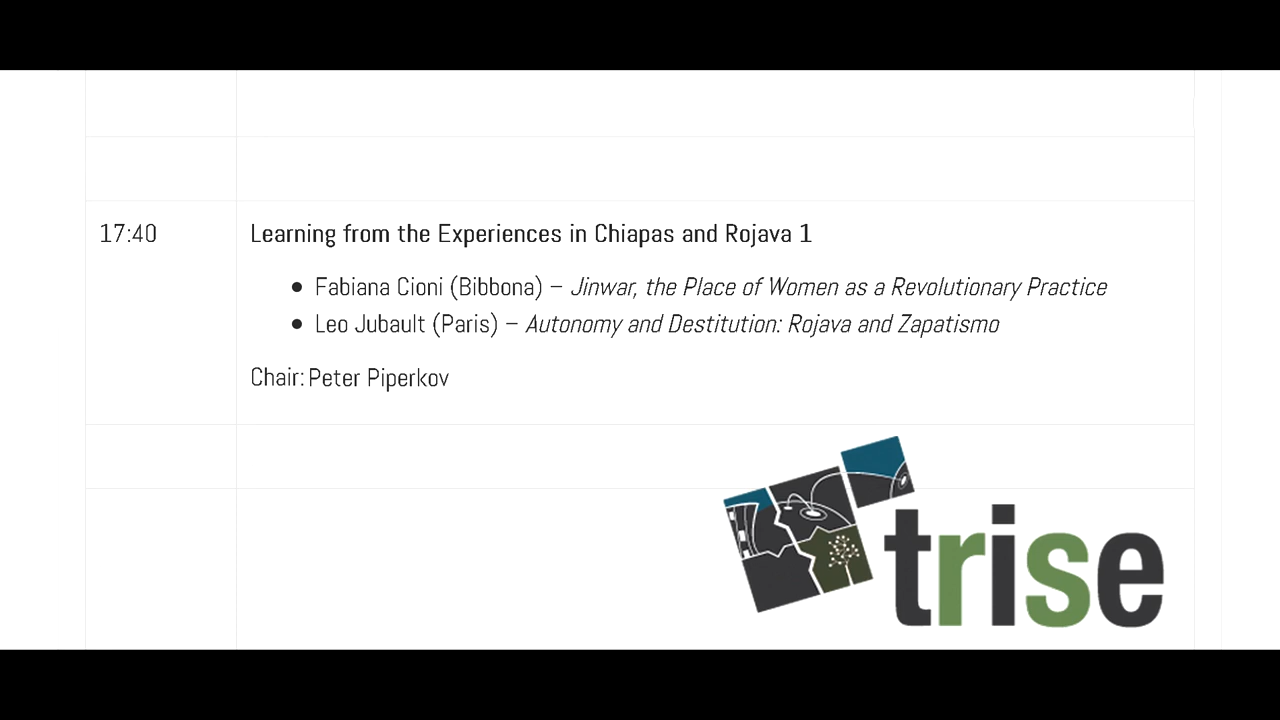 17:40
Learning from the Experiences in Chiapas and Rojava 1
• Fabiana Cioni (Bibbona) – Jinwar, the Place of Women as a Revolutionary Practice
• Leo Jubault (Paris) – Autonomy and Destitution: Rojava and Zapatismo
Chair: Peter Piperkov
trise